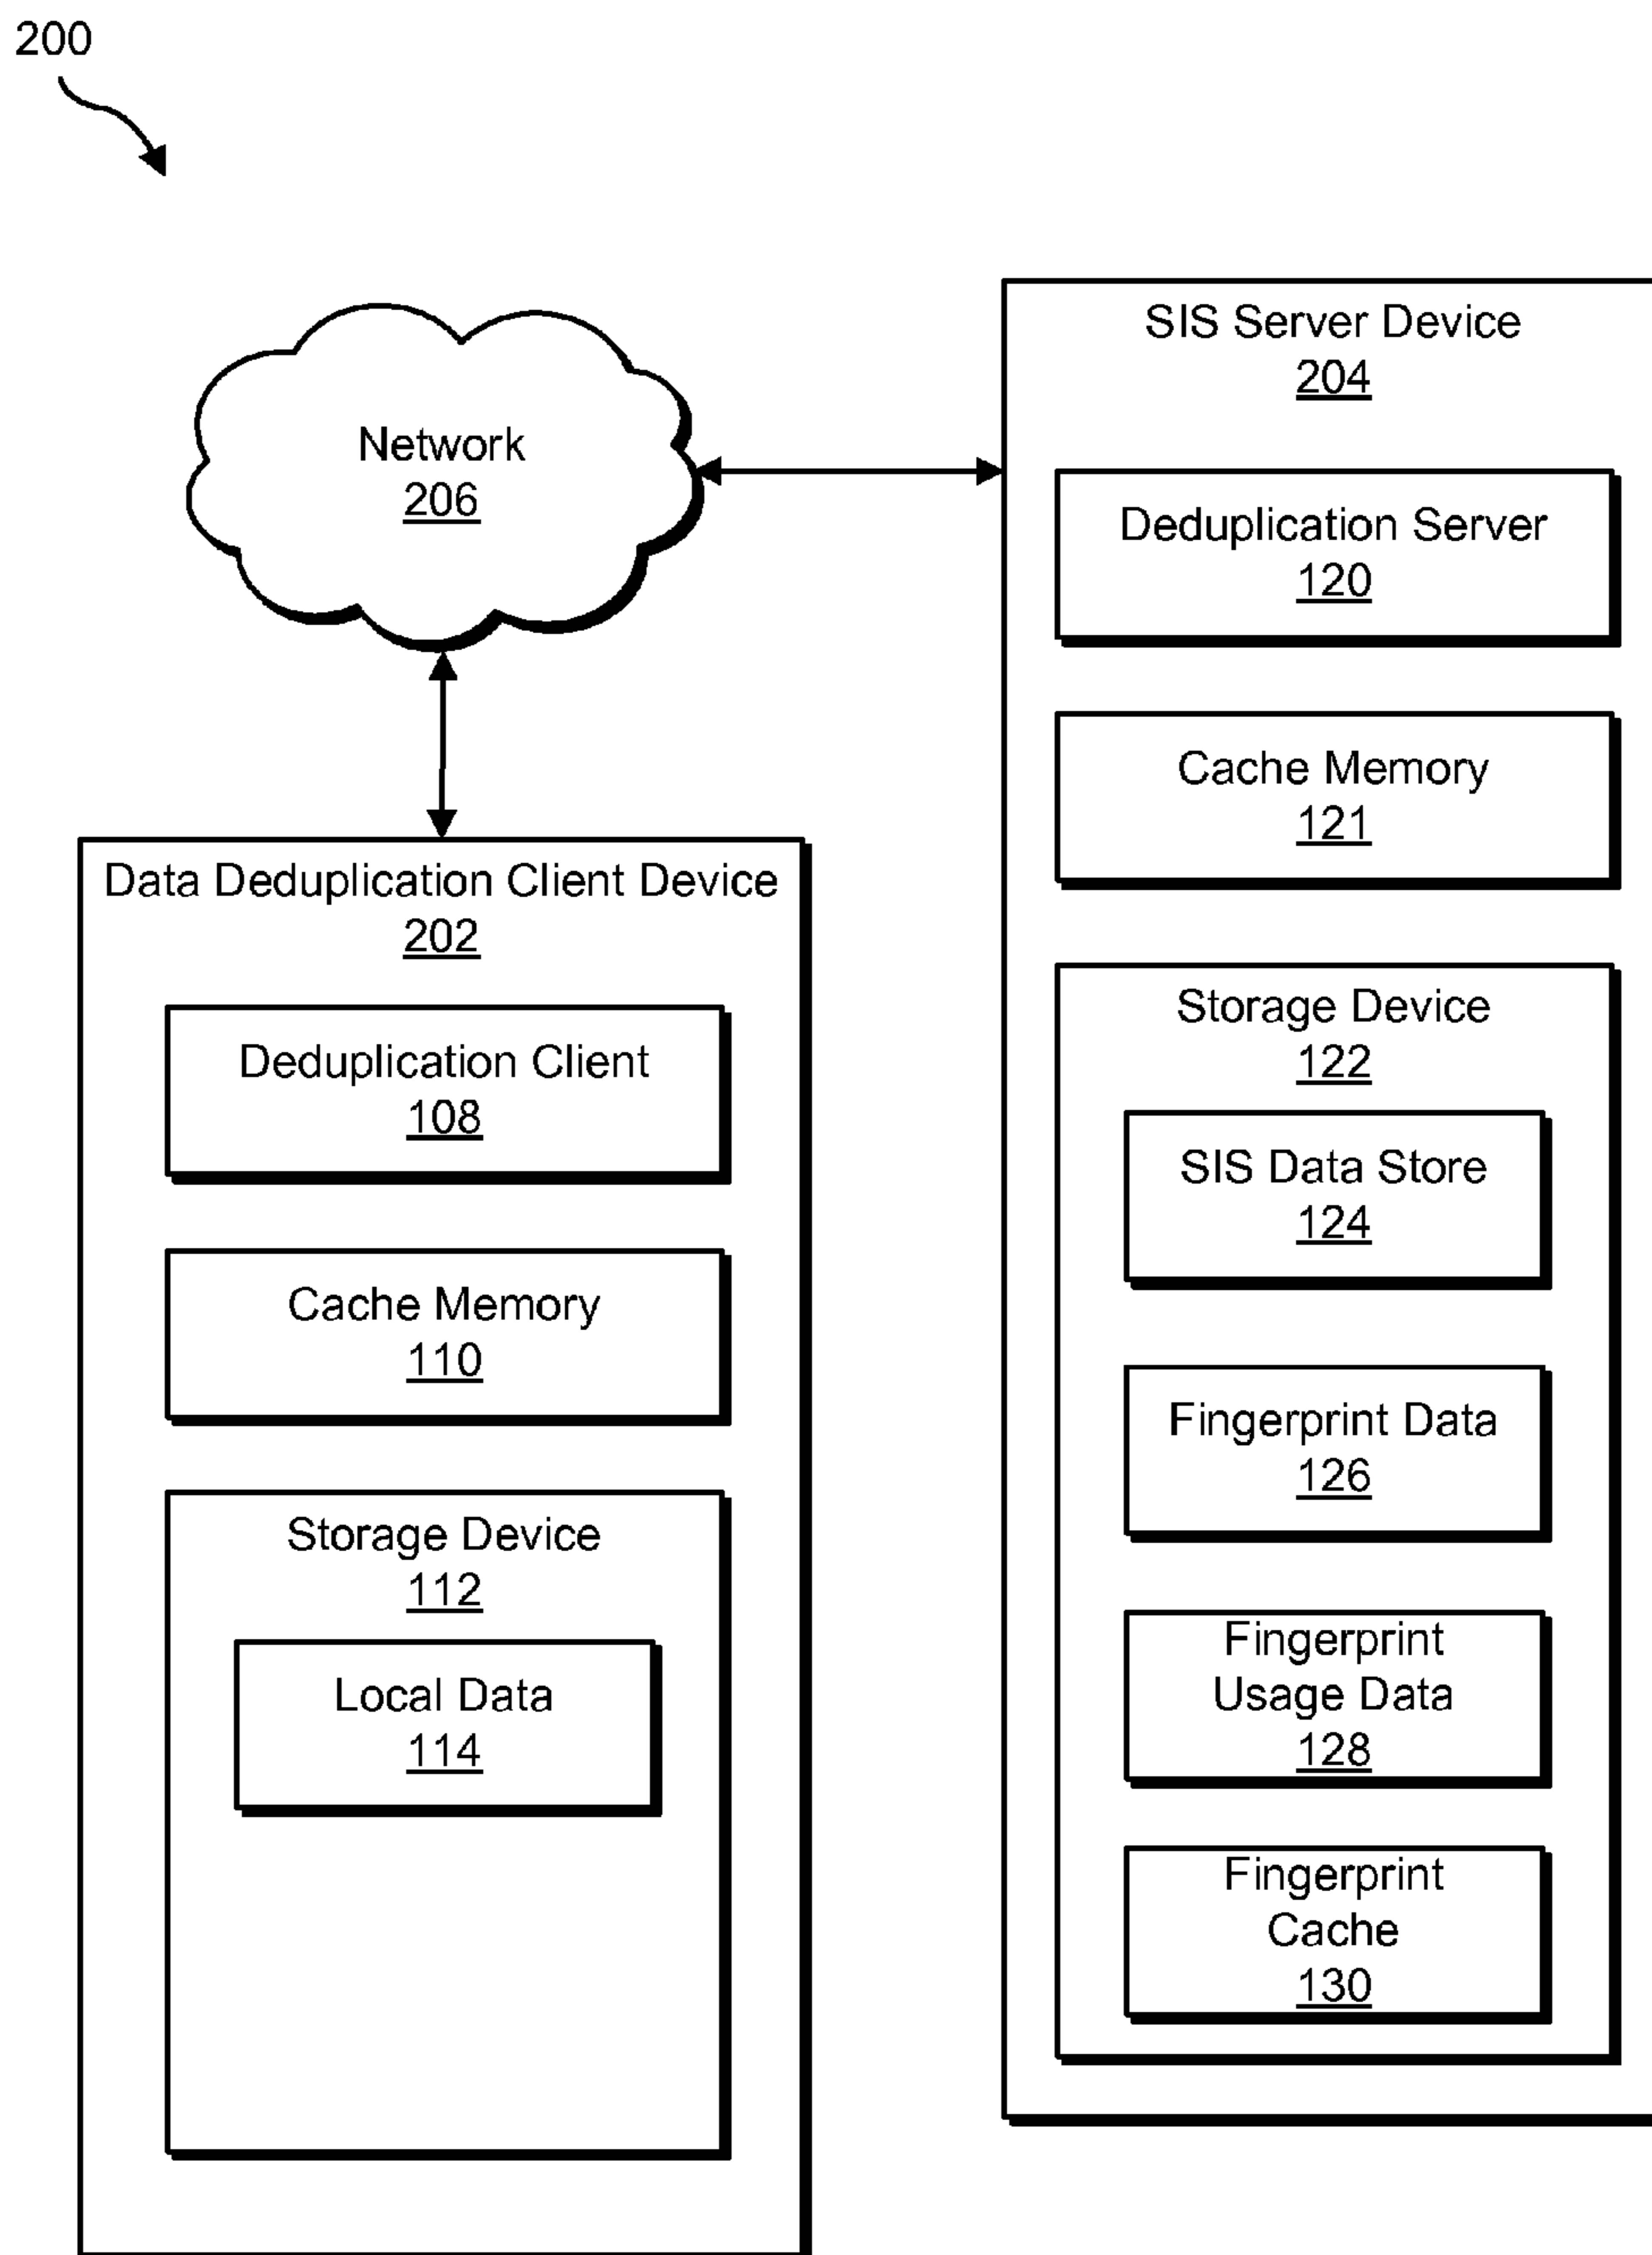 200
Network
206
SIS Server Device
204
Deduplication Server
120
Cache Memory
121
Storage Device
122
SIS Data Store
124
Fingerprint Data
126
Fingerprint
Usage Data
128
Fingerprint
Cache
130
Data Deduplication Client Device
202
Deduplication Client
108
Cache Memory
110
Storage Device
112
Local Data
114